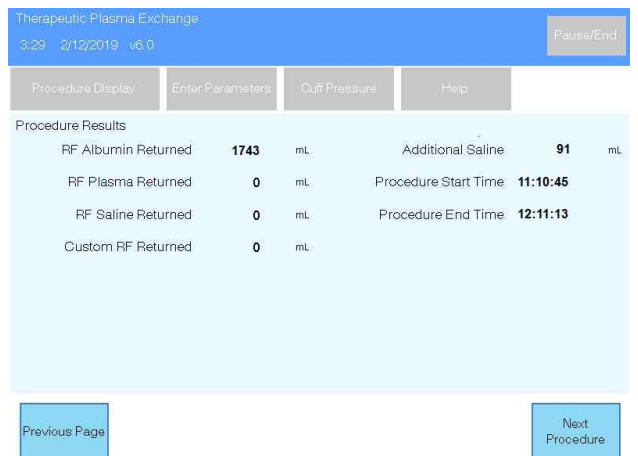 Therapeutic Plasma Exchange
3:29 2/12/2019 v6.0
Pause/End
Procedure Display Enter Parameters Cuff Pressure Help
Procedure Results
RF Albumin Returned 1743 mL Additional Saline 91 mL
RF Plasma Returned 0 mL Procedure Start Time 11:10:45
RF Saline Returned 0 mL Procedure End Time 12:11:13
Custom RF Returned 0 mL
Previous Page
Next
Procedure